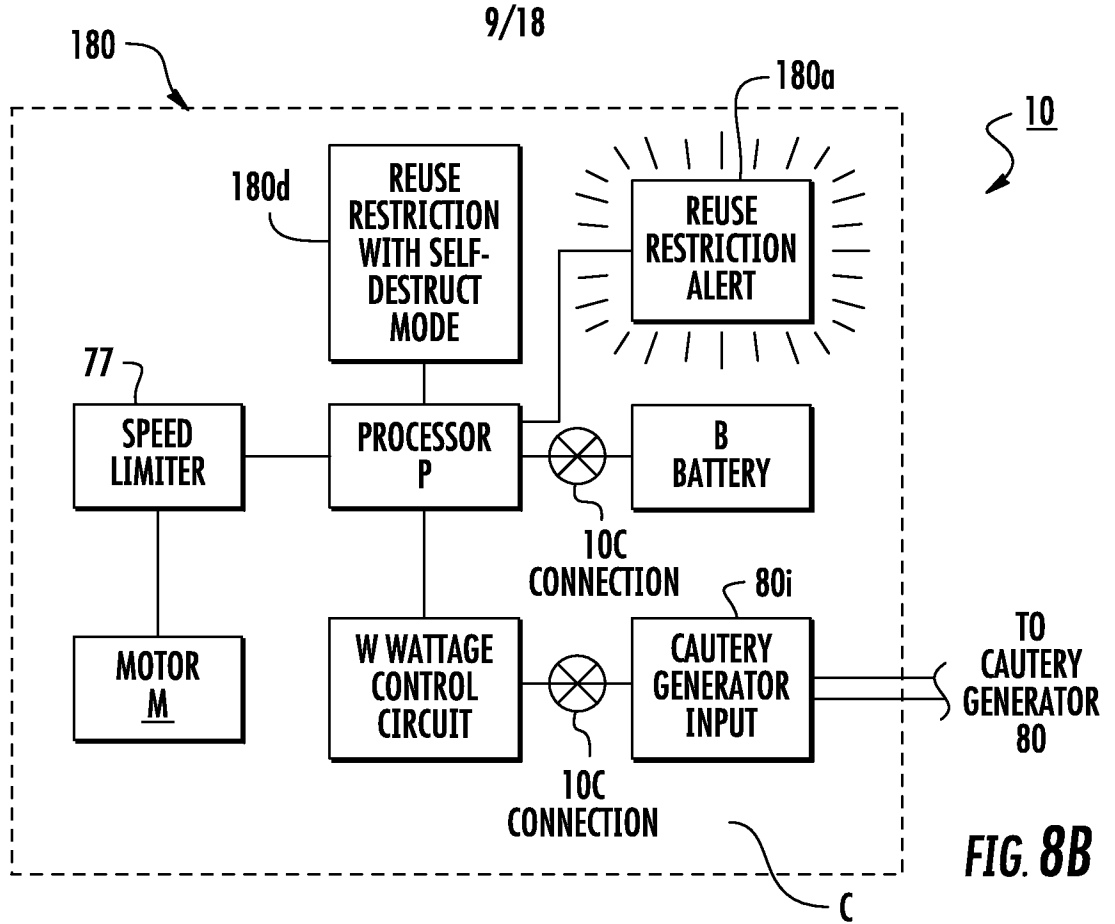 9/18
180
180a
10
180d
REUSE
RESTRICTION
WITH SELF-
DESTRUCT
MODE
REUSE
RESTRICTION
ALERT
77
SPEED
LIMITER
PROCESSOR
P
B
BATTERY
10C
CONNECTION
80i
MOTOR
M
W WATTAGE
CONTROL
CIRCUIT
CAUTERY
GENERATOR
INPUT
TO
CAUTERY
GENERATOR
80
10C
CONNECTION
C
FIG. 8B